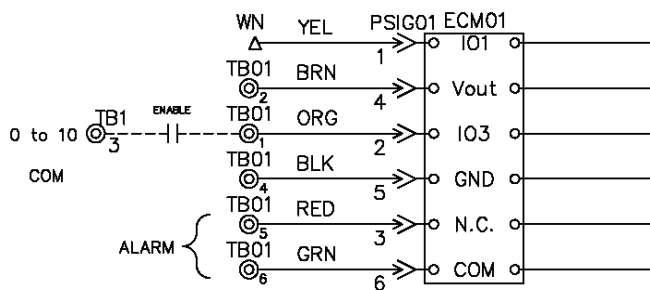 WN YEL PSIG01 ECM01
1 IO1
TB01 BRN
2 4 Vout
TB1 ENABLE TB01 ORG
0 to 10 3 1 2 IO3
COM TB01 BLK
4 5 GND
TB01 RED
5 3 N.C.
ALARM TB01 GRN
6 6 COM